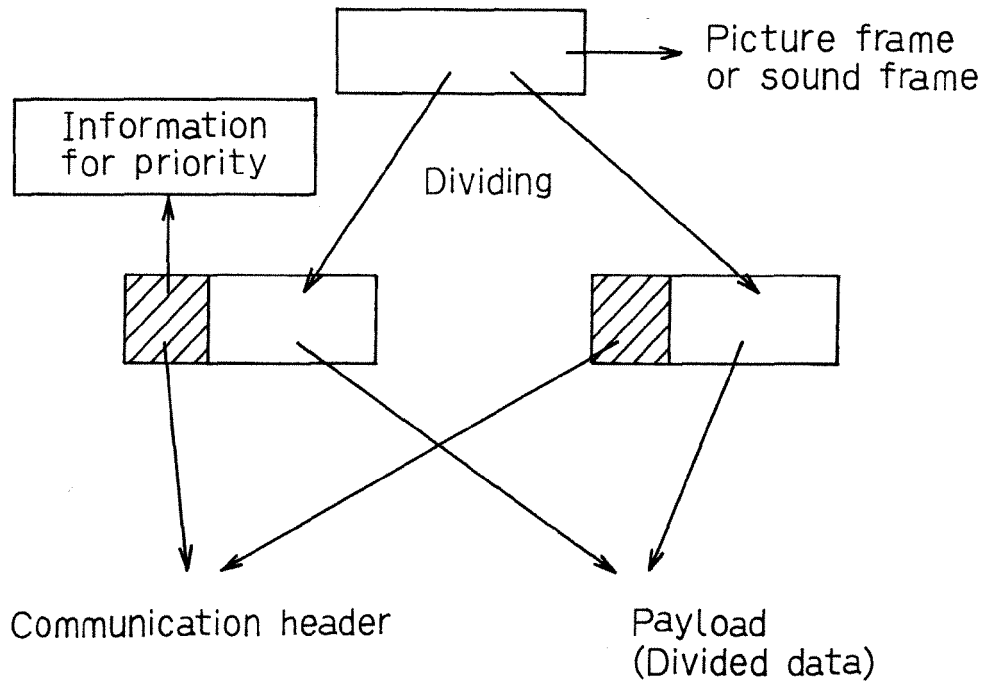 Picture frame
or sound frame
Information
for priority
Dividing
Communication header
Payload
(Divided data)